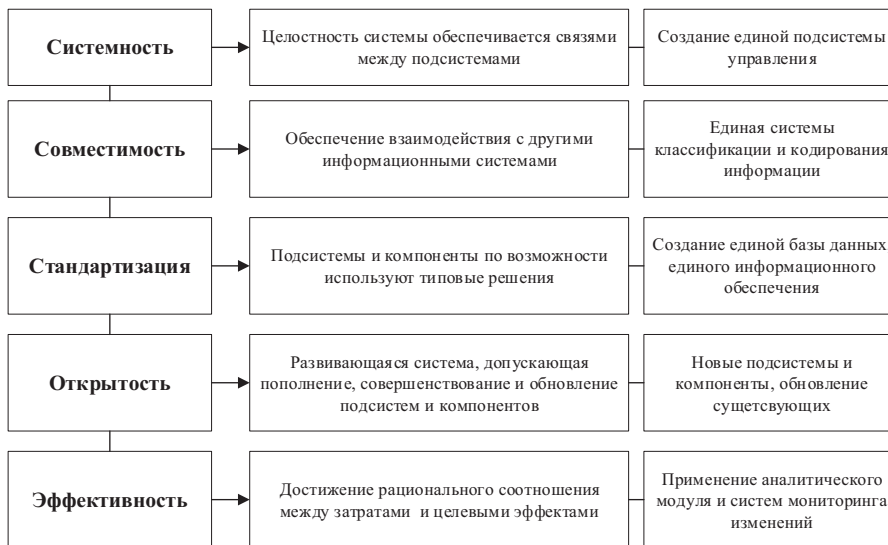 Системность
Целостность системы обеспечивается связями
между подсистемами
Создание единой подсистемы
управления
Совместимость
Обеспечение взаимодействия с другими
информационными системами
Единая системы
классификации и кодирования
информации
Стандартизация
Подсистемы и компоненты по возможности
используют типовые решения
Создание единой базы данных,
единого информационного
обеспечения
Открытость
Развивающаяся система, допускающая
пополнение, совершенствование и обновление
подсистем и компонентов
Новые подсистемы и
компоненты, обновление
сущетсвующих
Эффективность
Достижение рационального соотношения
между затратами и целевыми эффектами
Применение аналитического
модуля и систем мониторинга
изменений